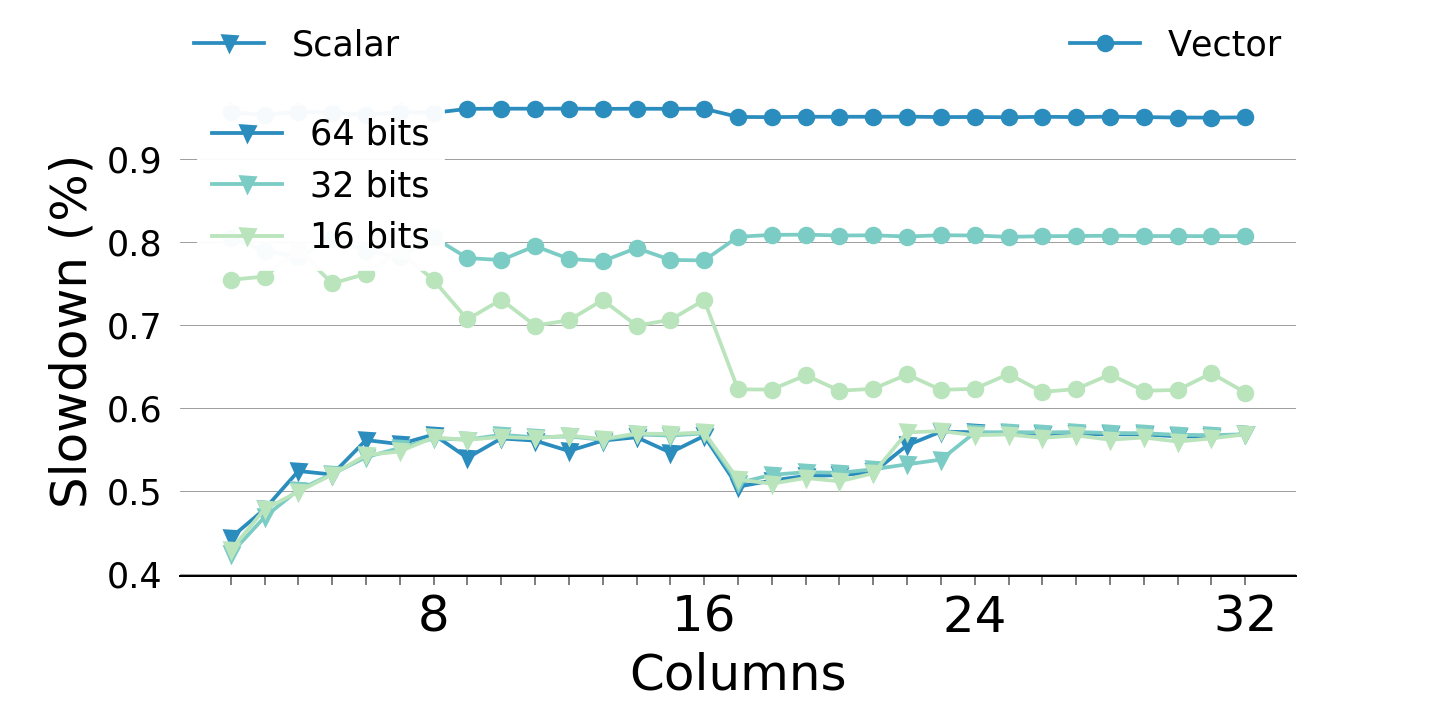 Scalar
Vector
64 bits
32 bits
16 bits
Slowdown (%)
0.9
0.8
0.7
0.6
0.5
0.4
8 16 24 32
Columns